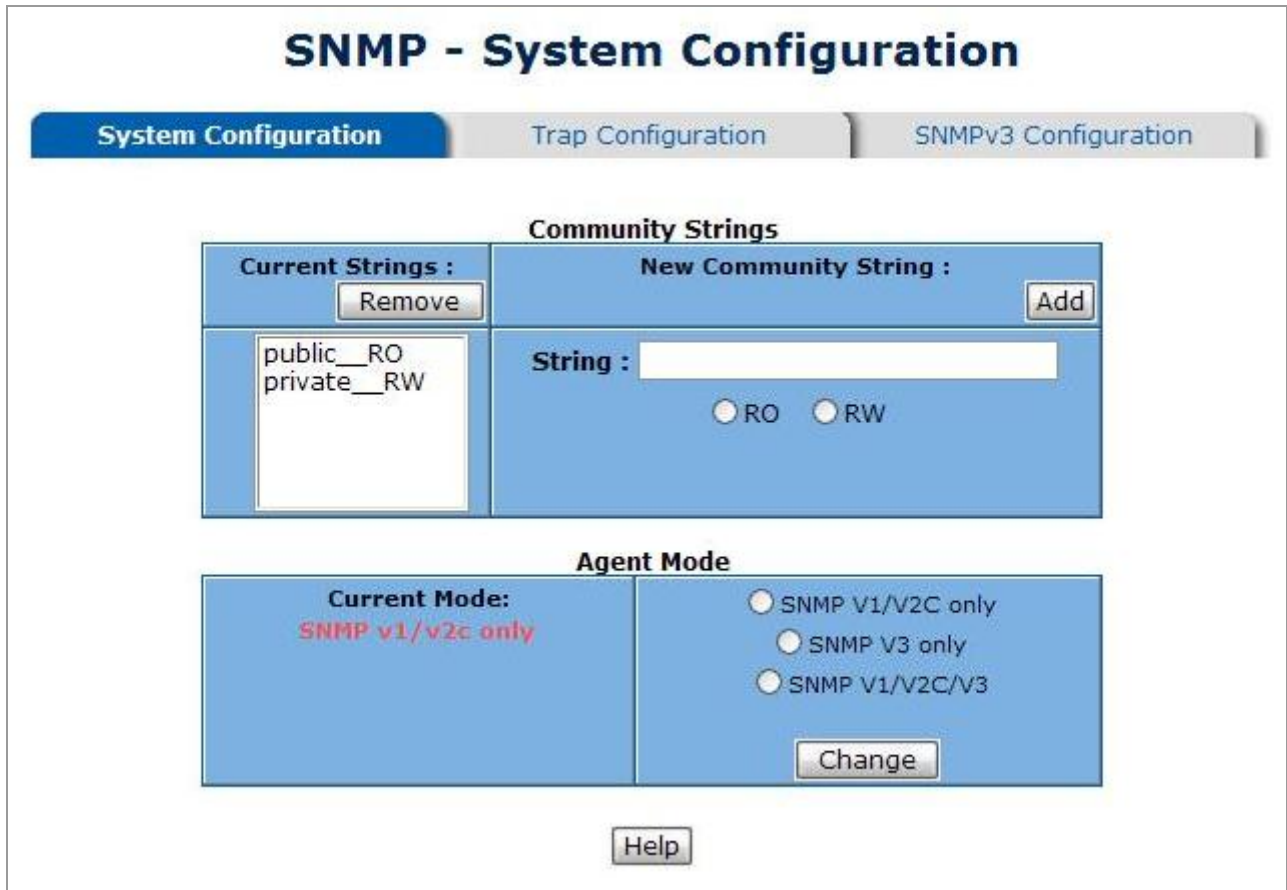 SNMP - System Configuration
System Configuration
Trap Configuration
SNMPv3 Configuration
Community Strings
Current Strings :
Remove
New Community String :
Add
public__RO
private__RW
String :
RO
RW
Agent Mode
Current Mode:
SNMP v1/v2c only
SNMP V1/V2C only
SNMP V3 only
SNMP V1/V2C/V3
Change
Help